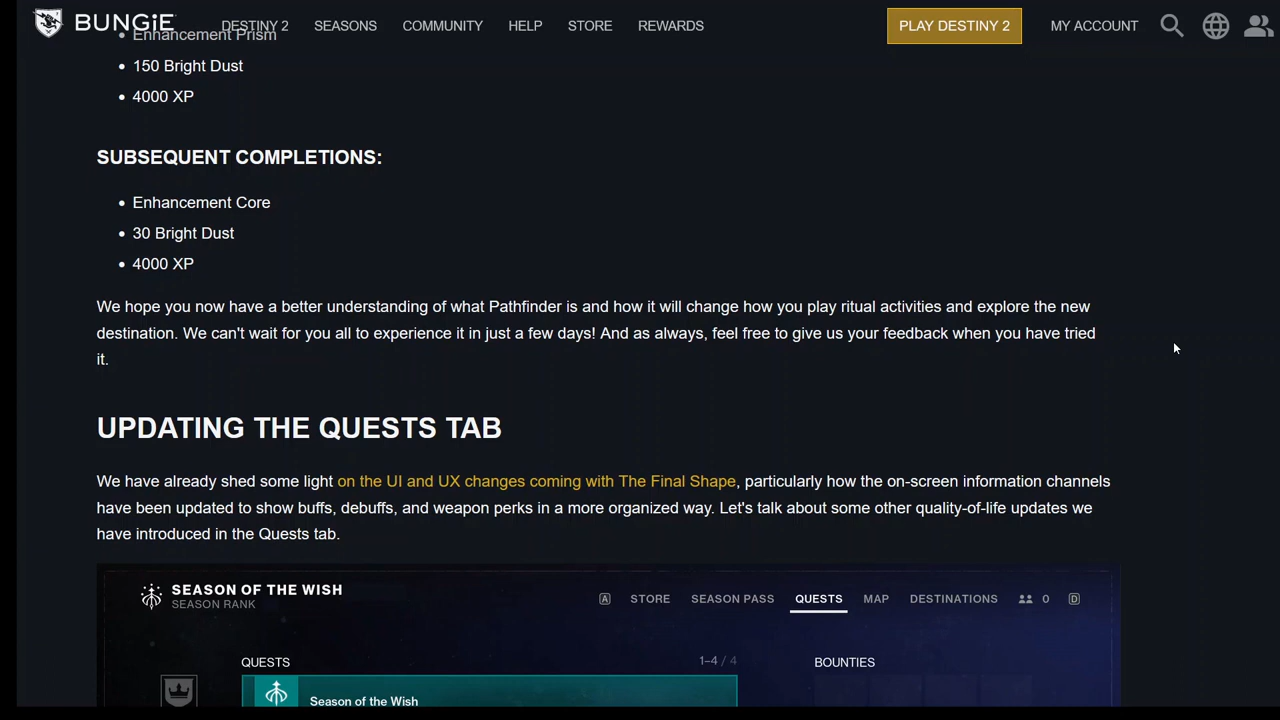 BUNGiE
DESTINY 2 SEASONS COMMUNITY HELP STORE REWARDS PLAY DESTINY 2 MY ACCOUNT
• Enhancement Prism
• 150 Bright Dust
• 4000 XP
SUBSEQUENT COMPLETIONS:
• Enhancement Core
• 30 Bright Dust
• 4000 XP
We hope you now have a better understanding of what Pathfinder is and how it will change how you play ritual activities and explore the new
destination. We can't wait for you all to experience it in just a few days! And as always, feel free to give us your feedback when you have tried
it.
UPDATING THE QUESTS TAB
We have already shed some light on the UI and UX changes coming with The Final Shape, particularly how the on-screen information channels
have been updated to show buffs, debuffs, and weapon perks in a more organized way. Let's talk about some other quality-of-life updates we
have introduced in the Quests tab.
SEASON OF THE WISH
SEASON RANK
A STORE SEASON PASS QUESTS MAP DESTINATIONS 0 D
QUESTS 1–4 / 4 BOUNTIES
Season of the Wish